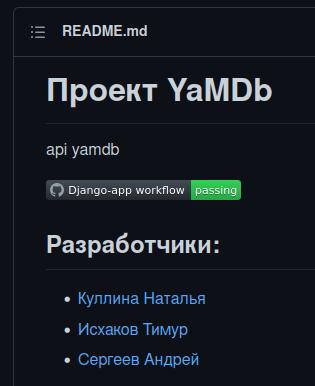 README.md
Проект YaMDb
api yamdb
Django-app workflow passing
Разработчики:
Куллина Наталья
Исхаков Тимур
Сергеев Андрей